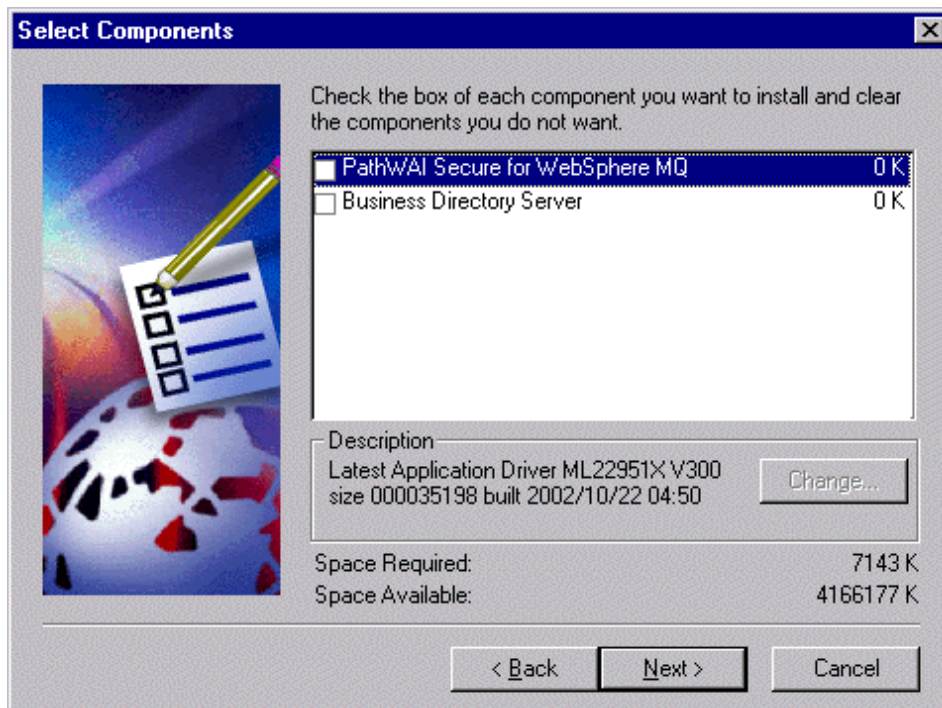 Select Components
Check the box of each component you want to install and clear
the components you do not want.
PathWAI Secure for WebSphere MQ 0 K
Business Directory Server 0 K
Description
Latest Application Driver ML22951X V300
size 000035198 built 2002/10/22 04:50
Change...
Space Required: 7143 K
Space Available: 4166177 K
< Back Next > Cancel